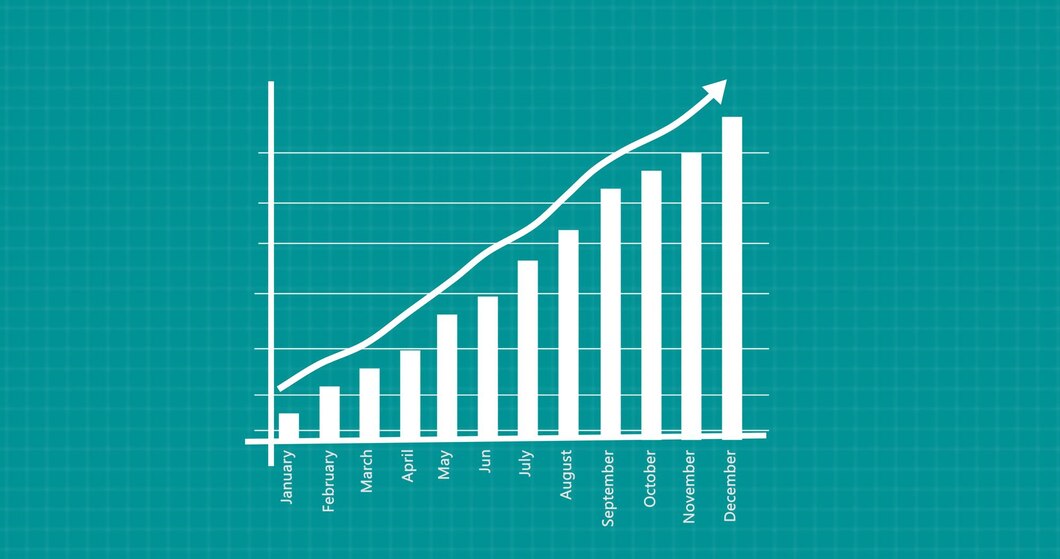 January
February
March
April
May
Jun
July
August
September
October
November
December